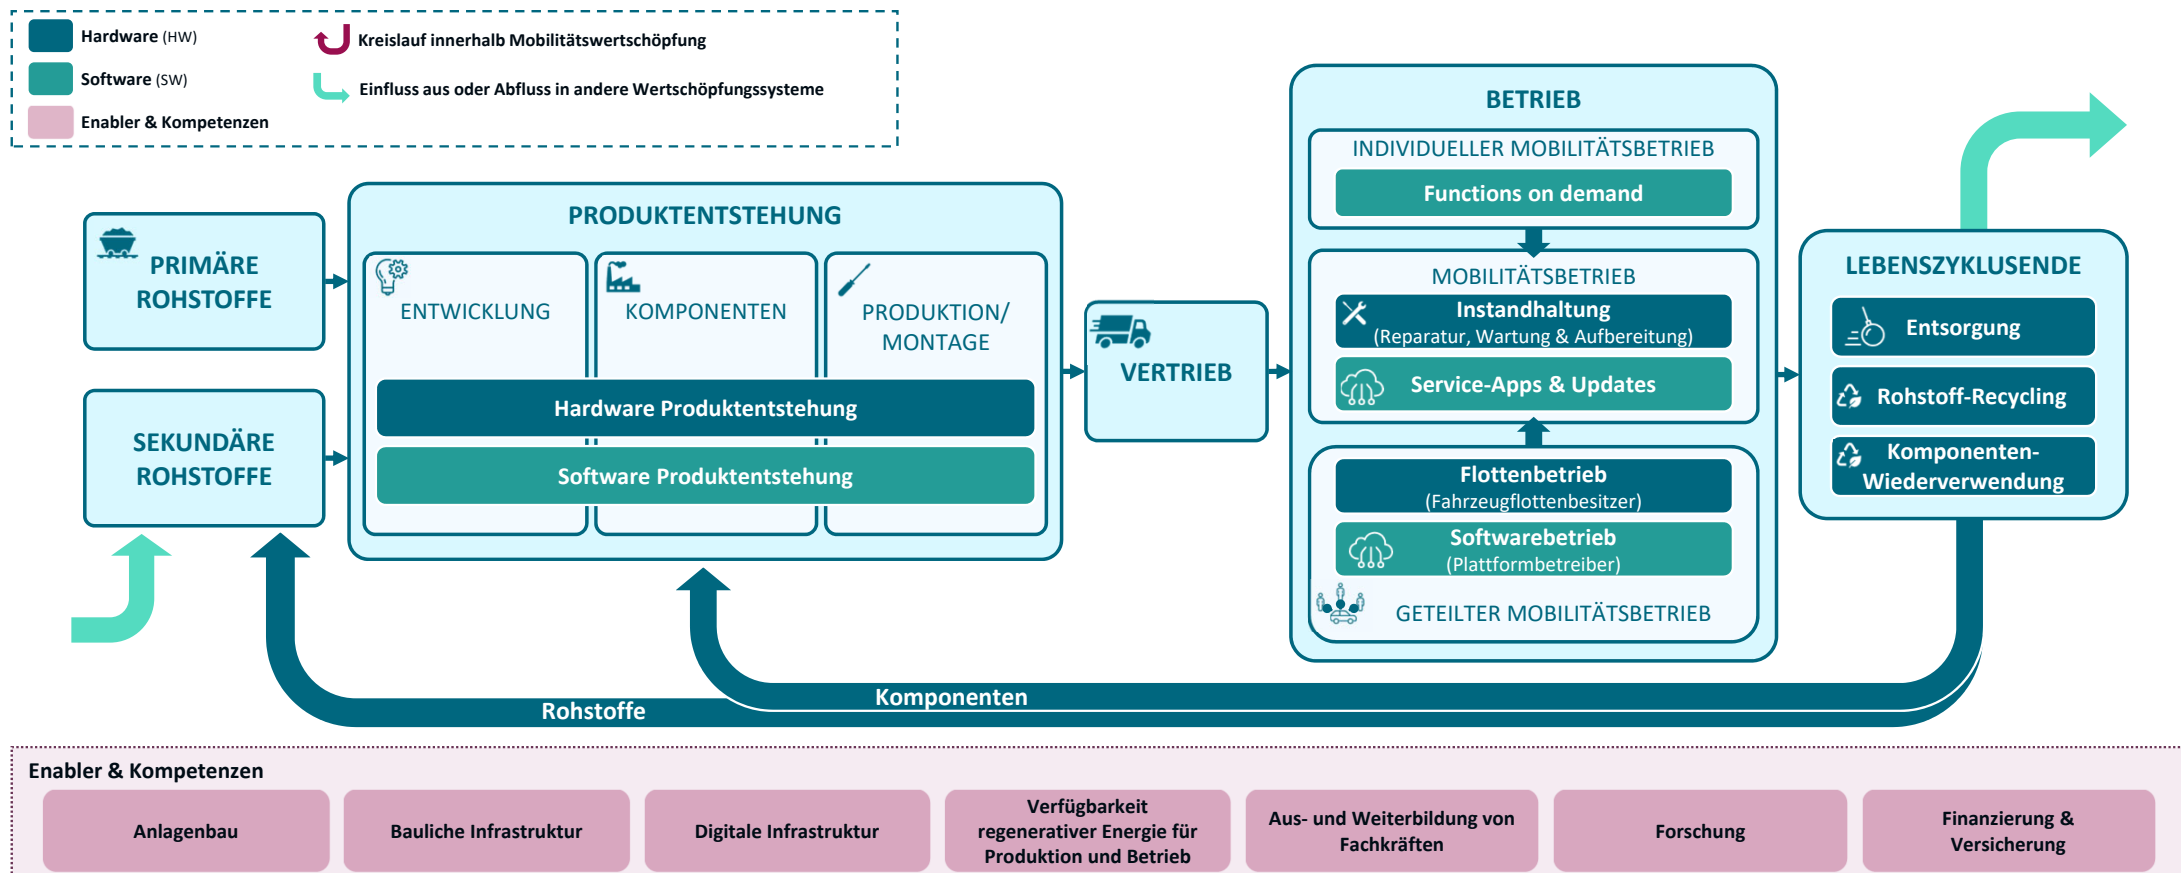 Hardware (HW)
Software (SW)
Enabler & Kompetenzen
Kreislauf innerhalb Mobilitätswertschöpfung
Einfluss aus oder Abfluss in andere Wertschöpfungssysteme
PRIMÄRE
ROHSTOFFE
SEKUNDÄRE
ROHSTOFFE
PRODUKTENTSTEHUNG
ENTWICKLUNG
KOMPONENTEN
PRODUKTION/
MONTAGE
Hardware Produktentstehung
Software Produktentstehung
VERTRIEB
BETRIEB
INDIVIDUELLER MOBILITÄTSBETRIEB
Functions on demand
MOBILITÄTSBETRIEB
Instandhaltung
(Reparatur, Wartung & Aufbereitung)
Service-Apps & Updates
Flottenbetrieb
(Fahrzeugflottenbesitzer)
Softwarebetrieb
(Plattformbetreiber)
GETEILTER MOBILITÄTSBETRIEB
LEBENSZYKLUSENDE
Entsorgung
Rohstoff-Recycling
Komponenten-
Wiederverwendung
Komponenten
Rohstoffe
Enabler & Kompetenzen
Anlagenbau
Bauliche Infrastruktur
Digitale Infrastruktur
Verfügbarkeit
regenerativer Energie für
Produktion und Betrieb
Aus- und Weiterbildung von
Fachkräften
Forschung
Finanzierung &
Versicherung